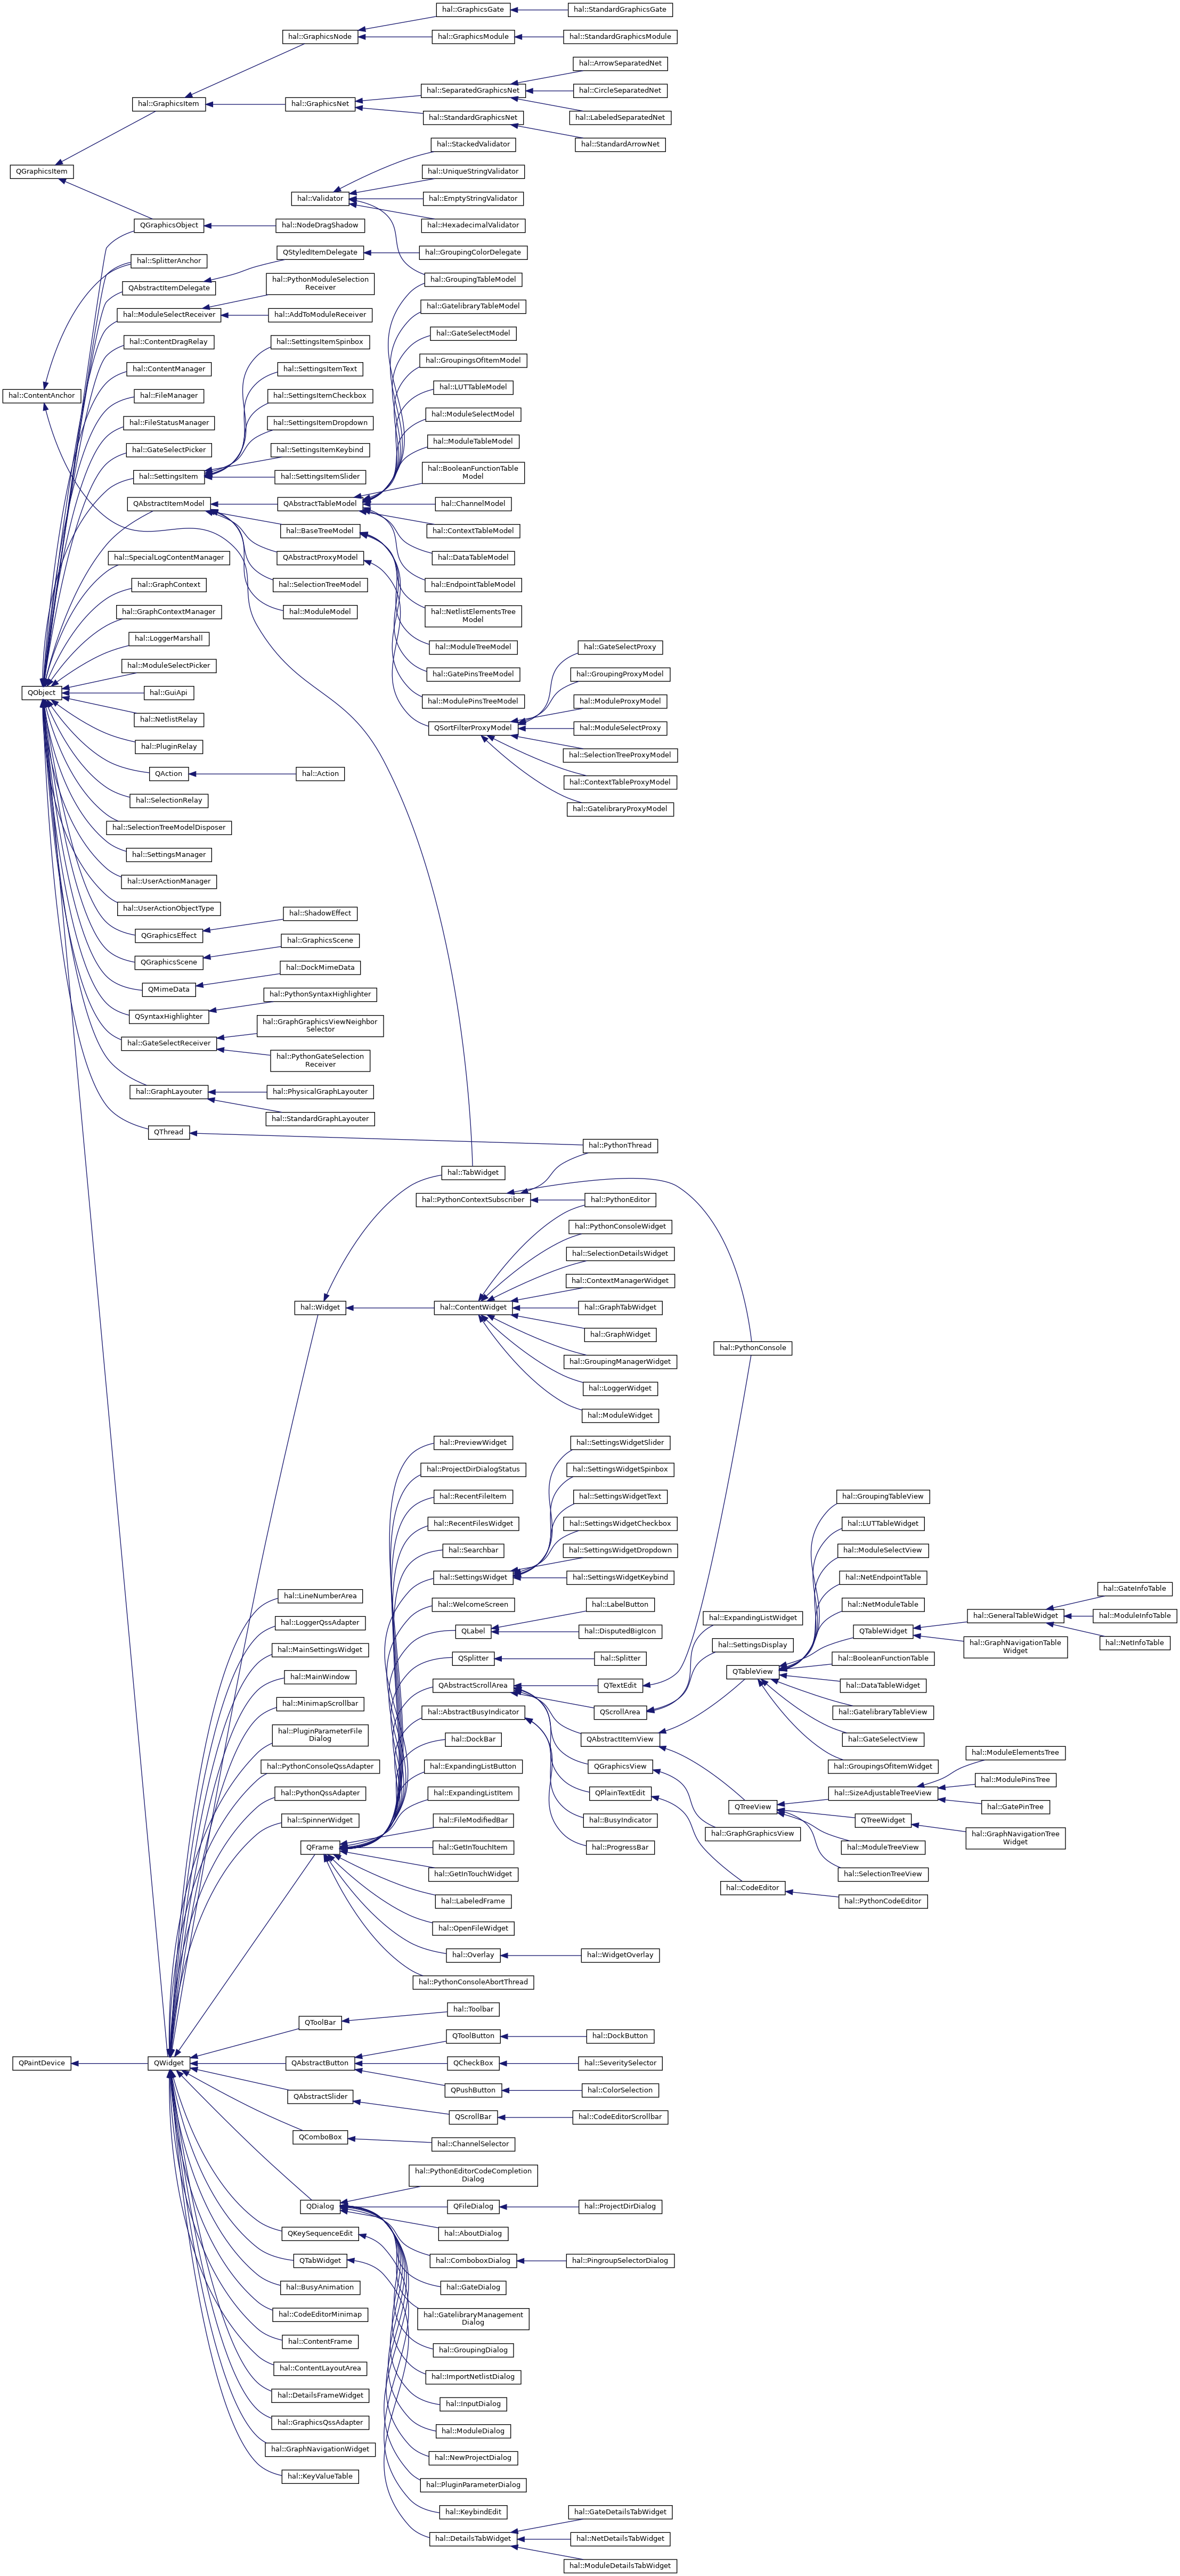 hal::GraphicsGate
hal::StandardGraphicsGate
hal::GraphicsNode
hal::GraphicsModule
hal::StandardGraphicsModule
hal::ArrowSeparatedNet
hal::SeparatedGraphicsNet
hal::CircleSeparatedNet
hal::GraphicsItem
hal::GraphicsNet
hal::StandardGraphicsNet
hal::LabeledSeparatedNet
hal::StandardArrowNet
hal::StackedValidator
QGraphicsItem
hal::UniqueStringValidator
hal::Validator
hal::EmptyStringValidator
QGraphicsObject
hal::NodeDragShadow
hal::HexadecimalValidator
QStyledItemDelegate
hal::GroupingColorDelegate
hal::SplitterAnchor
hal::PythonModuleSelection
Receiver
hal::GroupingTableModel
QAbstractItemDelegate
hal::GatelibraryTableModel
hal::ModuleSelectReceiver
hal::AddToModuleReceiver
hal::GateSelectModel
hal::ContentDragRelay
hal::SettingsItemSpinbox
hal::GroupingsOfItemModel
hal::ContentManager
hal::SettingsItemText
hal::LUTTableModel
hal::ContentAnchor
hal::FileManager
hal::SettingsItemCheckbox
hal::ModuleSelectModel
hal::FileStatusManager
hal::SettingsItemDropdown
hal::ModuleTableModel
hal::GateSelectPicker
hal::SettingsItemKeybind
hal::BooleanFunctionTable
Model
hal::SettingsItem
hal::SettingsItemSlider
QAbstractItemModel
QAbstractTableModel
hal::ChannelModel
hal::BaseTreeModel
hal::ContextTableModel
hal::SpecialLogContentManager
QAbstractProxyModel
hal::DataTableModel
hal::GraphContext
hal::SelectionTreeModel
hal::EndpointTableModel
hal::GraphContextManager
hal::ModuleModel
hal::NetlistElementsTree
Model
hal::LoggerMarshall
hal::ModuleTreeModel
hal::GateSelectProxy
hal::ModuleSelectPicker
hal::GatePinsTreeModel
hal::GroupingProxyModel
QObject
hal::GuiApi
hal::ModulePinsTreeModel
hal::ModuleProxyModel
hal::NetlistRelay
QSortFilterProxyModel
hal::ModuleSelectProxy
hal::PluginRelay
hal::SelectionTreeProxyModel
QAction
hal::Action
hal::ContextTableProxyModel
hal::SelectionRelay
hal::GatelibraryProxyModel
hal::SelectionTreeModelDisposer
hal::SettingsManager
hal::UserActionManager
hal::UserActionObjectType
hal::ShadowEffect
QGraphicsEffect
hal::GraphicsScene
QGraphicsScene
hal::DockMimeData
QMimeData
hal::PythonSyntaxHighlighter
QSyntaxHighlighter
hal::GraphGraphicsViewNeighbor
Selector
hal::GateSelectReceiver
hal::PythonGateSelection
Receiver
hal::GraphLayouter
hal::PhysicalGraphLayouter
hal::StandardGraphLayouter
QThread
hal::PythonThread
hal::TabWidget
hal::PythonContextSubscriber
hal::PythonEditor
hal::PythonConsoleWidget
hal::SelectionDetailsWidget
hal::ContextManagerWidget
hal::Widget
hal::ContentWidget
hal::GraphTabWidget
hal::GraphWidget
hal::PythonConsole
hal::GroupingManagerWidget
hal::LoggerWidget
hal::ModuleWidget
hal::PreviewWidget
hal::SettingsWidgetSlider
hal::ProjectDirDialogStatus
hal::SettingsWidgetSpinbox
hal::RecentFileItem
hal::SettingsWidgetText
hal::GroupingTableView
hal::RecentFilesWidget
hal::SettingsWidgetCheckbox
hal::LUTTableWidget
hal::Searchbar
hal::SettingsWidgetDropdown
hal::ModuleSelectView
hal::SettingsWidget
hal::SettingsWidgetKeybind
hal::NetEndpointTable
hal::GateInfoTable
hal::LineNumberArea
hal::WelcomeScreen
hal::LabelButton
hal::NetModuleTable
hal::GeneralTableWidget
hal::ModuleInfoTable
hal::LoggerQssAdapter
QLabel
hal::DisputedBigIcon
hal::ExpandingListWidget
QTableWidget
hal::GraphNavigationTable
Widget
hal::NetInfoTable
hal::MainSettingsWidget
QSplitter
hal::Splitter
hal::SettingsDisplay
hal::BooleanFunctionTable
hal::MainWindow
QAbstractScrollArea
QTextEdit
QTableView
hal::DataTableWidget
hal::MinimapScrollbar
hal::AbstractBusyIndicator
QScrollArea
hal::GatelibraryTableView
hal::PluginParameterFile
Dialog
hal::DockBar
QAbstractItemView
hal::GateSelectView
hal::ModuleElementsTree
hal::PythonConsoleQssAdapter
hal::ExpandingListButton
QGraphicsView
hal::GroupingsOfItemWidget
hal::ModulePinsTree
hal::PythonQssAdapter
hal::ExpandingListItem
QPlainTextEdit
hal::SizeAdjustableTreeView
hal::GatePinTree
QTreeView
hal::SpinnerWidget
hal::FileModifiedBar
hal::BusyIndicator
QTreeWidget
hal::GraphNavigationTree
Widget
hal::GraphGraphicsView
QFrame
hal::GetInTouchItem
hal::ProgressBar
hal::ModuleTreeView
hal::GetInTouchWidget
hal::SelectionTreeView
hal::CodeEditor
hal::LabeledFrame
hal::PythonCodeEditor
hal::OpenFileWidget
hal::Overlay
hal::WidgetOverlay
hal::PythonConsoleAbortThread
hal::Toolbar
QToolBar
QToolButton
hal::DockButton
QPaintDevice
QWidget
QAbstractButton
QCheckBox
hal::SeveritySelector
QAbstractSlider
QPushButton
hal::ColorSelection
QScrollBar
hal::CodeEditorScrollbar
QComboBox
hal::ChannelSelector
hal::PythonEditorCodeCompletion
Dialog
QDialog
QFileDialog
hal::ProjectDirDialog
QKeySequenceEdit
hal::AboutDialog
QTabWidget
hal::ComboboxDialog
hal::PingroupSelectorDialog
hal::BusyAnimation
hal::GateDialog
hal::CodeEditorMinimap
hal::GatelibraryManagement
Dialog
hal::ContentFrame
hal::GroupingDialog
hal::ContentLayoutArea
hal::ImportNetlistDialog
hal::DetailsFrameWidget
hal::InputDialog
hal::GraphicsQssAdapter
hal::ModuleDialog
hal::GraphNavigationWidget
hal::NewProjectDialog
hal::KeyValueTable
hal::PluginParameterDialog
hal::KeybindEdit
hal::GateDetailsTabWidget
hal::DetailsTabWidget
hal::NetDetailsTabWidget
hal::ModuleDetailsTabWidget